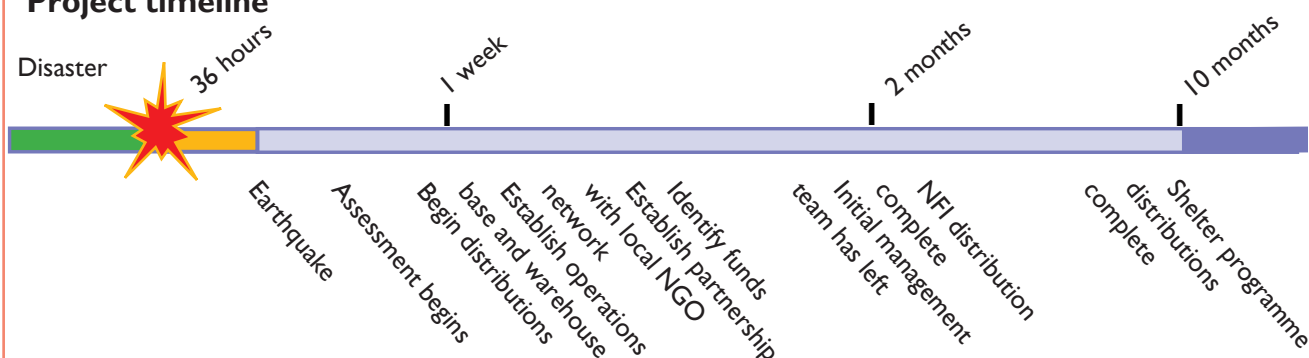 Project timeline
Disaster
36 hours
1 week
2 months
10 months
Earthquake
Assessment begins
Begin distributions
Establish operations
base and warehouse
Establish partnership
with local NGO
network
Identify funds
Initial management
team has left
NFI distribution
complete
Shelter programme
distributions
complete